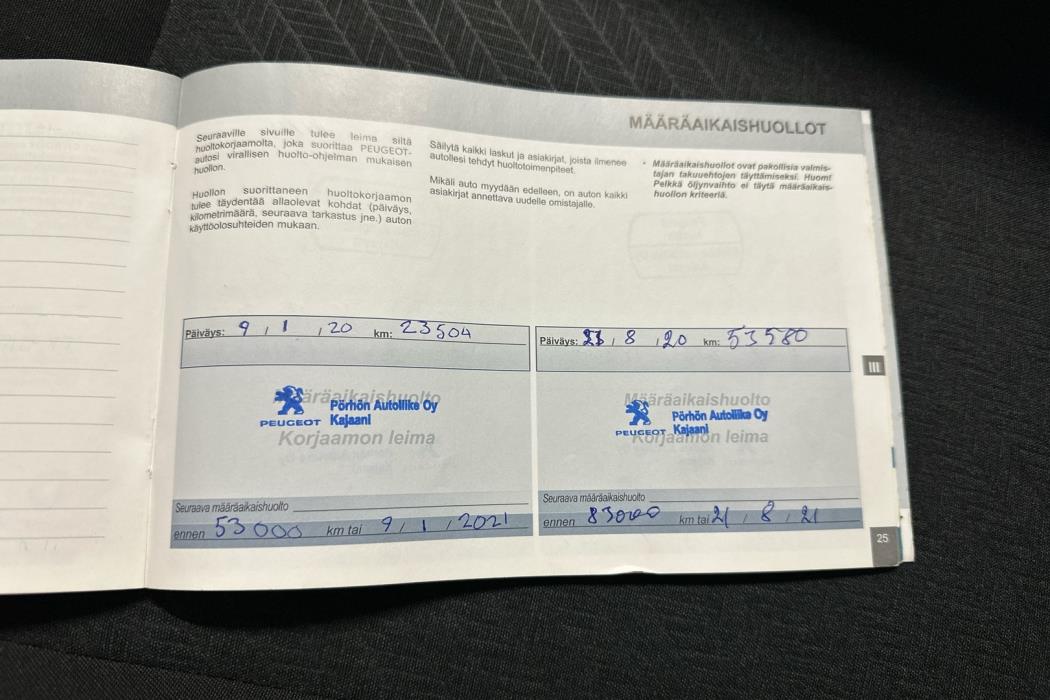 MÄÄRÄAIKAISHUOLLOT
Seuraaville sivuille tulee leima siltä
huoltokorjaamolta, joka suorittaa PEUGEOT-
autosi virallisen huolto-ohjelman mukaisen
huollon.
Huollon suorittaneen huoltokorjaamon
tulee täydentää allaolevat kohdat (päiväys,
kilometrimäärä, seuraava tarkastus jne.) auton
käyttöolosuhteiden mukaan.
Säilytä kaikki laskut ja asiakirjat, joista ilmenee
autollesi tehdyt huoltotoimenpiteet.
Mikäli auto myydään edelleen, on auton kaikki
asiakirjat annettava uudelle omistajalle.
• Määräaikaishuollot ovat pakollisia valmis-
tajan takuuehtojen täyttämiseksi. Huom!
Pelkkä öljynvaihto ei täytä määräaikais-
huollon kriteeriä.
Päiväys: 9 / 1 / 20 km: 23504
Määräaikaishuolto
Pörhön Autoliike Oy
PEUGEOT Kajaani
Korjaamon leima
Seuraava määräaikaishuolto
ennen 53000 km tai 9 / 1 / 2021
Päiväys: / 8 / 20 km: 53580
Määräaikaishuolto
Pörhön Autoliike Oy
PEUGEOT Kajaani
Korjaamon leima
Seuraava määräaikaishuolto
ennen 83000 km tai 21 / 8 / 21
III
25